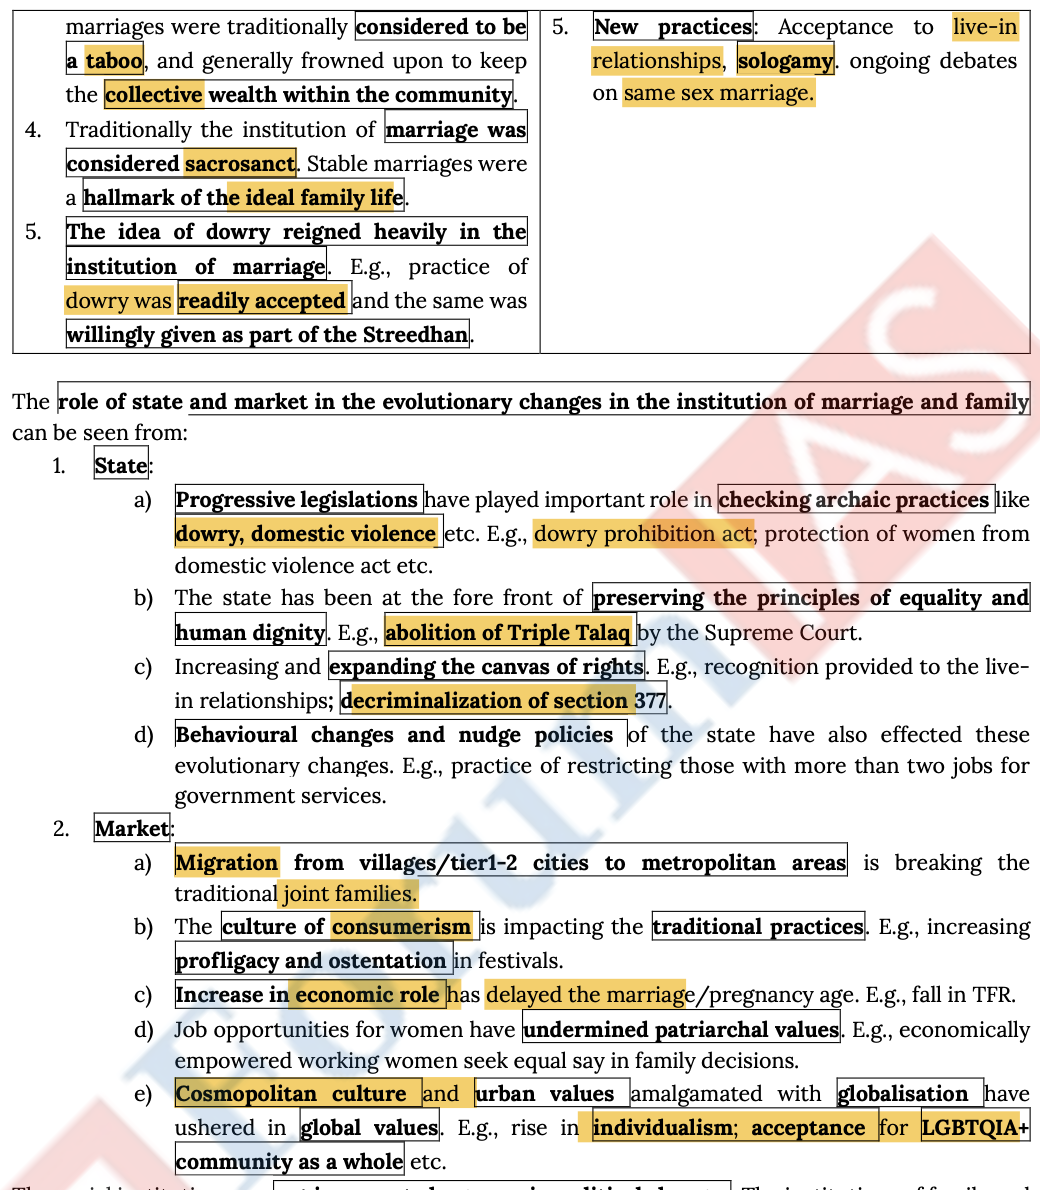 marriages were traditionally considered to be
a taboo, and generally frowned upon to keep
the collective wealth within the community.
4. Traditionally the institution of marriage was
considered sacrosanct. Stable marriages were
a hallmark of the ideal family life.
5. The idea of dowry reigned heavily in the
institution of marriage. E.g., practice of
dowry was readily accepted and the same was
willingly given as part of the Streedhan.
5. New practices: Acceptance to live-in
relationships, sologamy. ongoing debates
on same sex marriage.
The role of state and market in the evolutionary changes in the institution of marriage and family
can be seen from:
1. State:
a) Progressive legislations have played important role in checking archaic practices like
dowry, domestic violence etc. E.g., dowry prohibition act; protection of women from
domestic violence act etc.
b) The state has been at the fore front of preserving the principles of equality and
human dignity. E.g., abolition of Triple Talaq by the Supreme Court.
c) Increasing and expanding the canvas of rights. E.g., recognition provided to the live-
in relationships; decriminalization of section 377.
d) Behavioural changes and nudge policies of the state have also effected these
evolutionary changes. E.g., practice of restricting those with more than two jobs for
government services.
2. Market:
a) Migration from villages/tier1-2 cities to metropolitan areas is breaking the
traditional joint families.
b) The culture of consumerism is impacting the traditional practices. E.g., increasing
profligacy and ostentation in festivals.
c) Increase in economic role has delayed the marriage/pregnancy age. E.g., fall in TFR.
d) Job opportunities for women have undermined patriarchal values. E.g., economically
empowered working women seek equal say in family decisions.
e) Cosmopolitan culture and urban values amalgamated with globalisation have
ushered in global values. E.g., rise in individualism; acceptance for LGBTQIA+
community as a whole etc.
Forum IAS